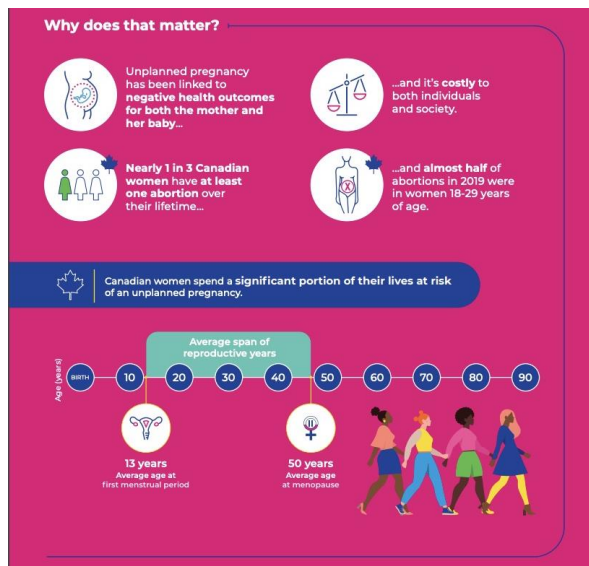 Why does that matter?
Unplanned pregnancy
has been linked to
negative health outcomes
for both the mother and
her baby...
...and it's costly to
both individuals
and society.
Nearly 1 in 3 Canadian
women have at least
one abortion over
their lifetime...
...and almost half of
abortions in 2019 were
in women 18-29 years
of age.
Canadian women spend a significant portion of their lives at risk
of an unplanned pregnancy.
Average span of
reproductive years
Age (years)
BIRTH 10 20 30 40 50 60 70 80 90
13 years
Average age at
first menstrual period
50 years
Average age
at menopause